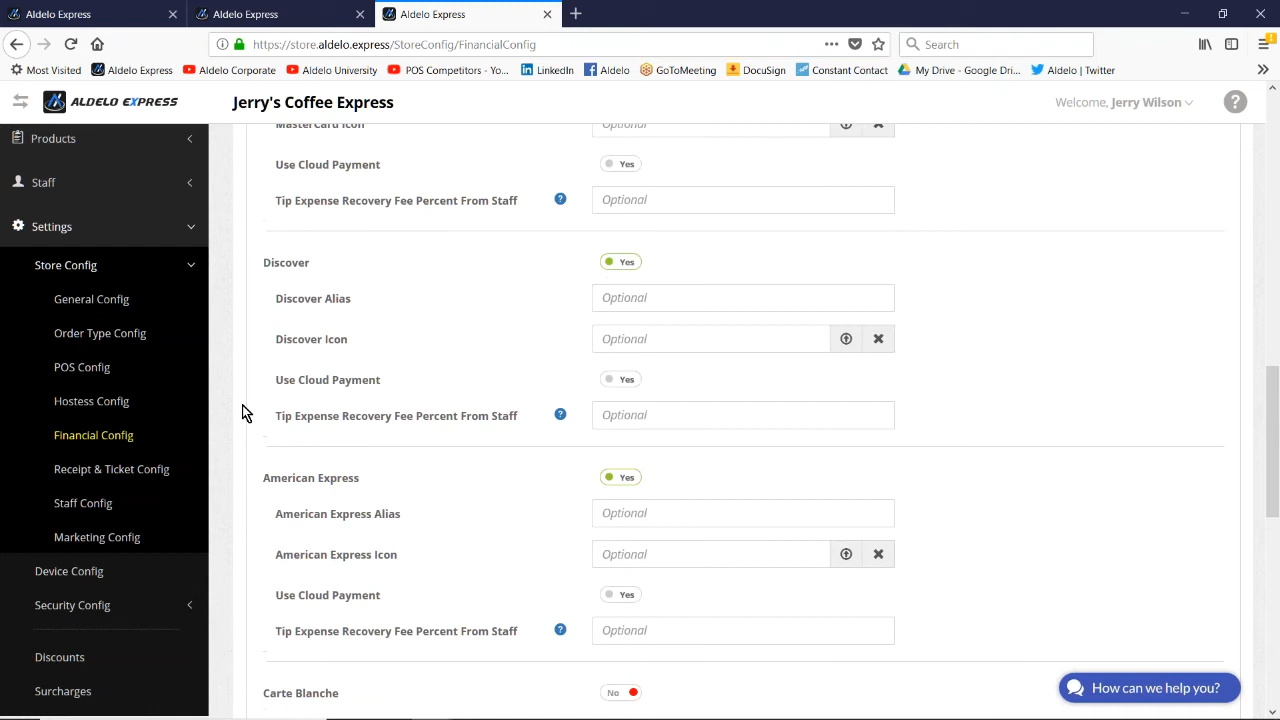 Aldelo Express
Aldelo Express
Aldelo Express
https://store.aldelo.express/StoreConfig/FinancialConfig
Search
Most Visited
Aldelo Express
Aldelo Corporate
Aldelo University
POS Competitors - Yo...
LinkedIn
Aldelo
GoToMeeting
DocuSign
Constant Contact
My Drive - Google Dri...
Aldelo | Twitter
ALDELO EXPRESS
Jerry's Coffee Express
Welcome, Jerry Wilson
?
Products
Staff
Settings
Store Config
General Config
Order Type Config
POS Config
Hostess Config
Financial Config
Receipt & Ticket Config
Staff Config
Marketing Config
Device Config
Security Config
Discounts
Surcharges
MasterCard Icon
Optional
Use Cloud Payment
Yes
Tip Expense Recovery Fee Percent From Staff
?
Optional
Discover
Yes
Discover Alias
Optional
Discover Icon
Optional
Use Cloud Payment
Yes
Tip Expense Recovery Fee Percent From Staff
?
Optional
American Express
Yes
American Express Alias
Optional
American Express Icon
Optional
Use Cloud Payment
Yes
Tip Expense Recovery Fee Percent From Staff
?
Optional
Carte Blanche
No
How can we help you?